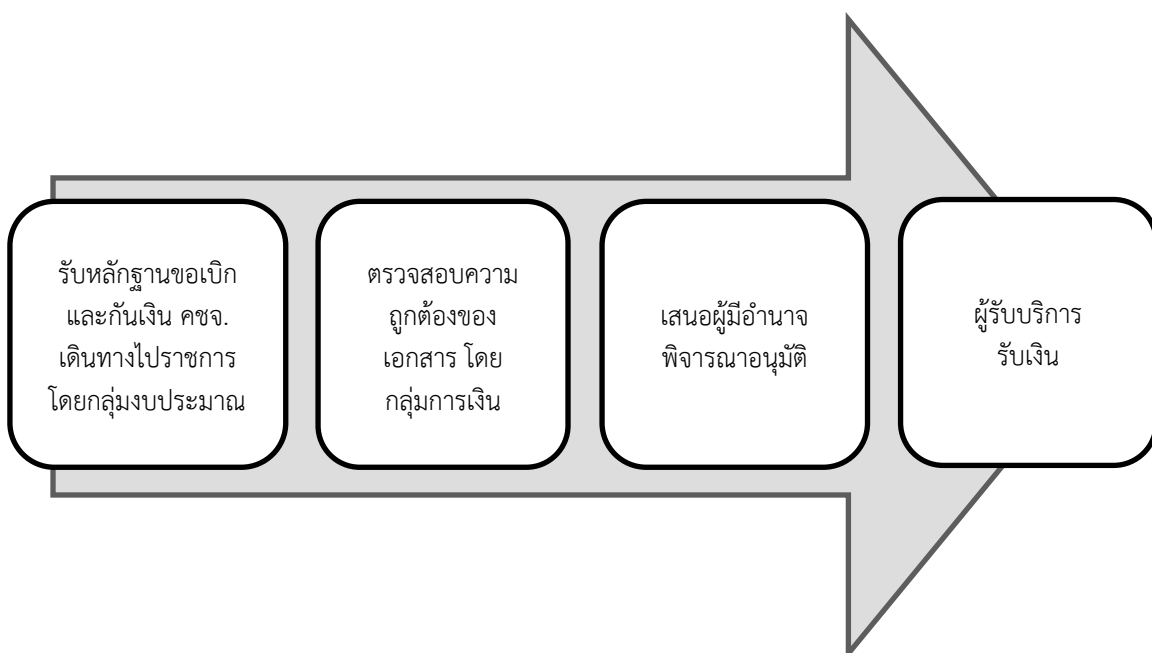 รับหลักฐานขอเบิก
และกันเงิน คชจ.
เดินทางไปราชการ
โดยกลุ่มงบประมาณ
ตรวจสอบความ
ถูกต้องของ
เอกสาร โดย
กลุ่มการเงิน
เสนอผู้มีอำนาจ
พิจารณาอนุมัติ
ผู้รับบริการ
รับเงิน